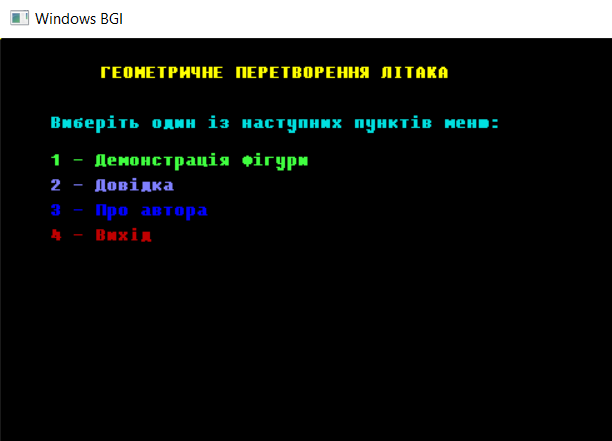 Windows BGI
ГЕОМЕТРИЧНЕ ПЕРЕТВОРЕННЯ ЛІТАКА
Виберіть один із наступних пунктів меню:
1 - Демонстрація фігури
2 - Довідка
3 - Про автора
4 - Вихід